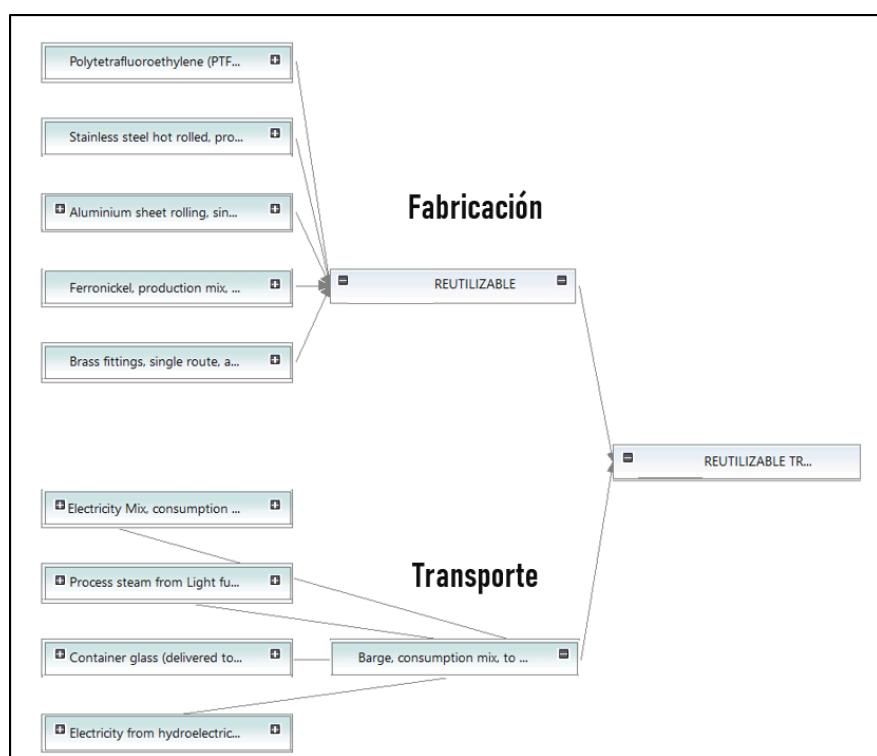 Polytetrafluoroethylene (PTF...
Stainless steel hot rolled, pro...
Aluminium sheet rolling, sin...
Fabricación
Ferronickel, production mix, ...
REUTILIZABLE
Brass fittings, single route, a...
REUTILIZABLE TR...
Electricity Mix, consumption ...
Process steam from Light fu...
Transporte
Container glass (delivered to...
Barge, consumption mix, to ...
Electricity from hydroelectric...